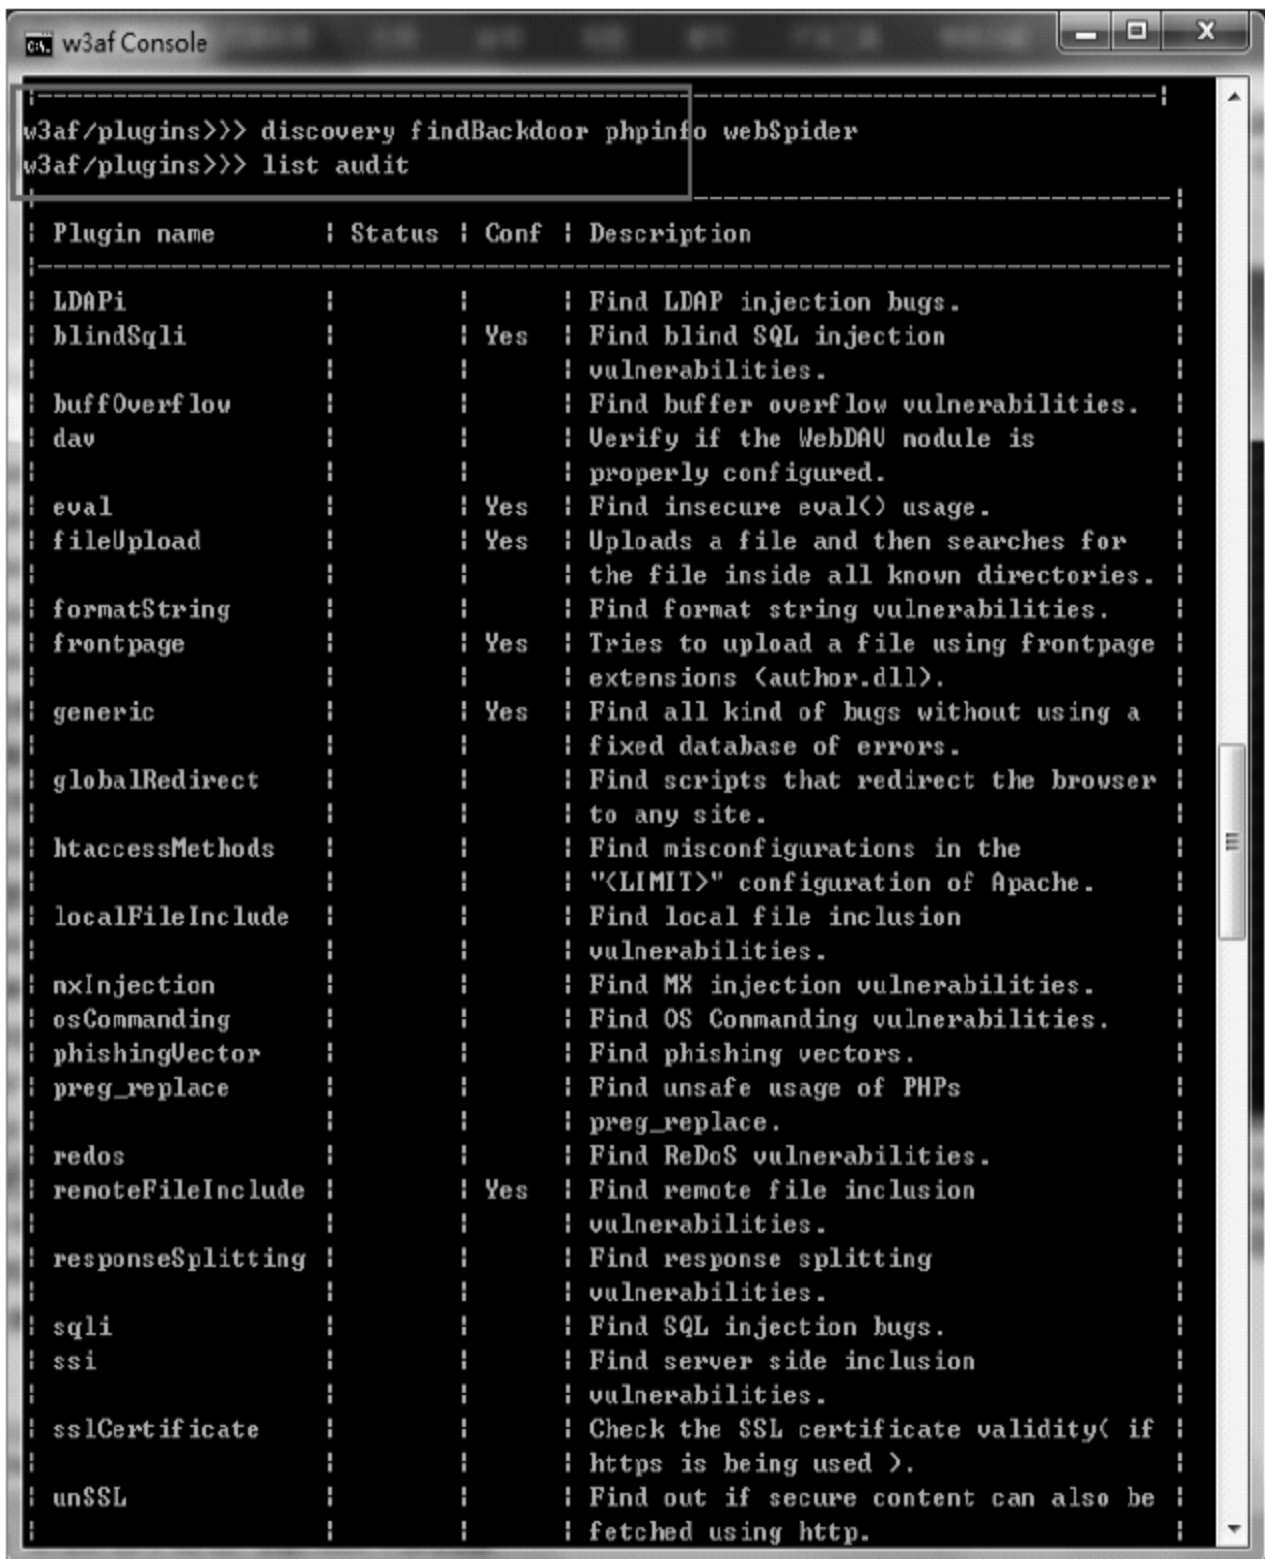 w3af Console
w3af/plugins>>> discovery findBackdoor phpinfo webSpider
w3af/plugins>>> list audit
| Plugin name | Status | Conf | Description |
| LDAPi | | | Find LDAP injection bugs. |
| blindSqli | | Yes | Find blind SQL injection |
| | | | vulnerabilities. |
| buffOverflow | | | Find buffer overflow vulnerabilities. |
| dav | | | Verify if the WebDAV module is |
| | | | properly configured. |
| eval | | Yes | Find insecure eval() usage. |
| fileUpload | | Yes | Uploads a file and then searches for |
| | | | the file inside all known directories. |
| formatString | | | Find format string vulnerabilities. |
| frontpage | | Yes | Tries to upload a file using frontpage |
| | | | extensions (author.dll). |
| generic | | Yes | Find all kind of bugs without using a |
| | | | fixed database of errors. |
| globalRedirect | | | Find scripts that redirect the browser |
| | | | to any site. |
| htaccessMethods | | | Find misconfigurations in the |
| | | | "<LIMIT>" configuration of Apache. |
| localFileInclude | | | Find local file inclusion |
| | | | vulnerabilities. |
| mxInjection | | | Find MX injection vulnerabilities. |
| osCommanding | | | Find OS Commanding vulnerabilities. |
| phishingVector | | | Find phishing vectors. |
| preg_replace | | | Find unsafe usage of PHPs |
| | | | preg_replace. |
| redos | | | Find ReDoS vulnerabilities. |
| remoteFileInclude | | Yes | Find remote file inclusion |
| | | | vulnerabilities. |
| responseSplitting | | | Find response splitting |
| | | | vulnerabilities. |
| sqli | | | Find SQL injection bugs. |
| ssi | | | Find server side inclusion |
| | | | vulnerabilities. |
| sslCertificate | | | Check the SSL certificate validity( if |
| | | | https is being used ). |
| unSSL | | | Find out if secure content can also be |
| | | | fetched using http. |